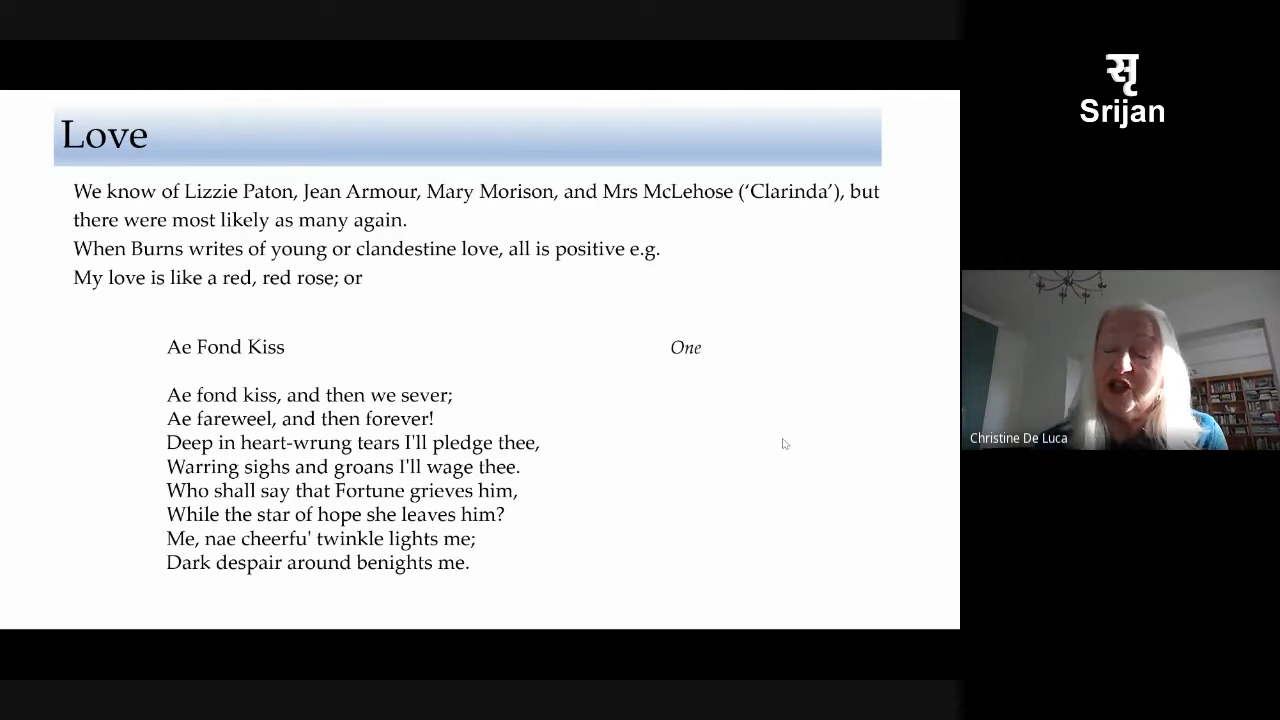 Love
We know of Lizzie Paton, Jean Armour, Mary Morison, and Mrs McLehose (‘Clarinda’), but
there were most likely as many again.
When Burns writes of young or clandestine love, all is positive e.g.
My love is like a red, red rose; or
Ae Fond Kiss
One
Ae fond kiss, and then we sever;
Ae fareweel, and then forever!
Deep in heart-wrung tears I'll pledge thee,
Warring sighs and groans I'll wage thee.
Who shall say that Fortune grieves him,
While the star of hope she leaves him?
Me, nae cheerfu' twinkle lights me;
Dark despair around benights me.
सृ
Srijan
Christine De Luca